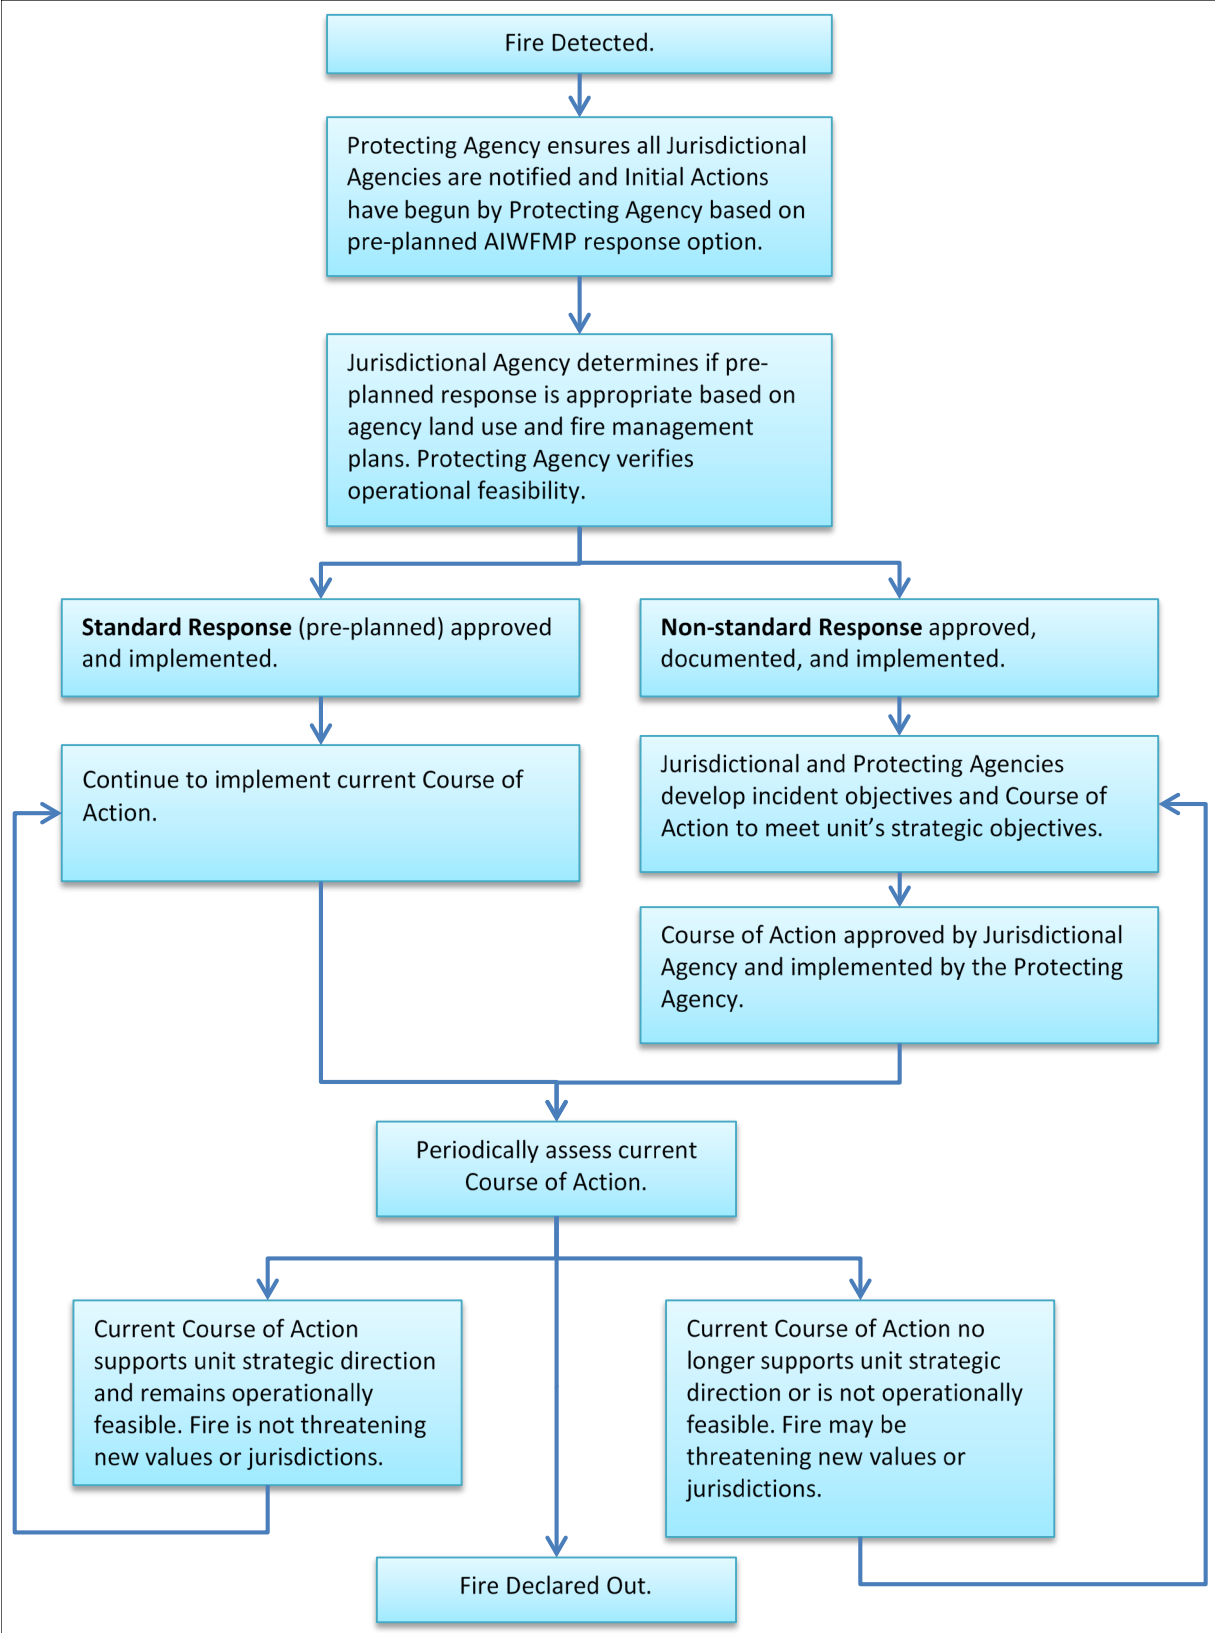 Fire Detected.
Protecting Agency ensures all Jurisdictional
Agencies are notified and Initial Actions
have begun by Protecting Agency based on
pre-planned AIWFMP response option.
Jurisdictional Agency determines if pre-
planned response is appropriate based on
agency land use and fire management
plans. Protecting Agency verifies
operational feasibility.
Standard Response (pre-planned) approved
and implemented.
Non-standard Response approved,
documented, and implemented.
Continue to implement current Course of
Action.
Jurisdictional and Protecting Agencies
develop incident objectives and Course of
Action to meet unit’s strategic objectives.
Course of Action approved by Jurisdictional
Agency and implemented by the Protecting
Agency.
Periodically assess current
Course of Action.
Current Course of Action
supports unit strategic direction
and remains operationally
feasible. Fire is not threatening
new values or jurisdictions.
Current Course of Action no
longer supports unit strategic
direction or is not operationally
feasible. Fire may be
threatening new values or
jurisdictions.
Fire Declared Out.